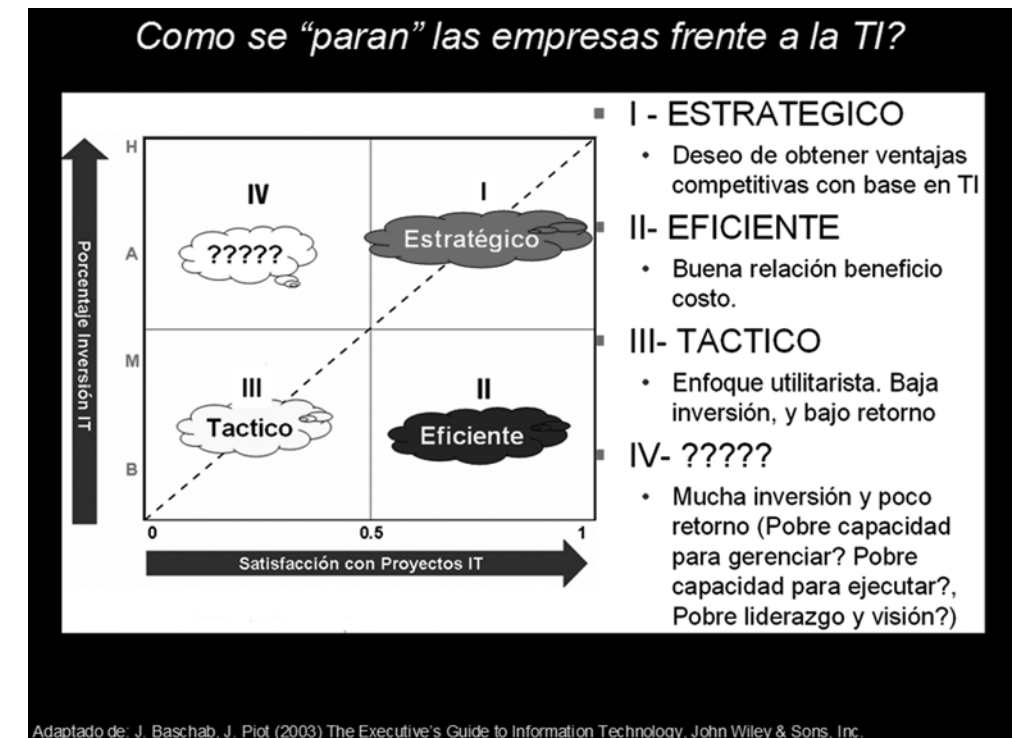 Como se “paran” las empresas frente a la TI?
Porcentaje Inversión IT
H
A
M
B
IV
?????
I
Estratégico
III
Tactico
II
Eficiente
0
0.5
1
Satisfacción con Proyectos IT
I - ESTRATEGICO
Deseo de obtener ventajas
competitivas con base en TI
II- EFICIENTE
Buena relación beneficio
costo.
III- TACTICO
Enfoque utilitarista. Baja
inversión, y bajo retorno
IV- ?????
Mucha inversión y poco
retorno (Pobre capacidad
para gerenciar? Pobre
capacidad para ejecutar?,
Pobre liderazgo y visión?)
Adaptado de: J. Baschab, J. Piot (2003) The Executive's Guide to Information Technology. John Wiley & Sons, Inc.